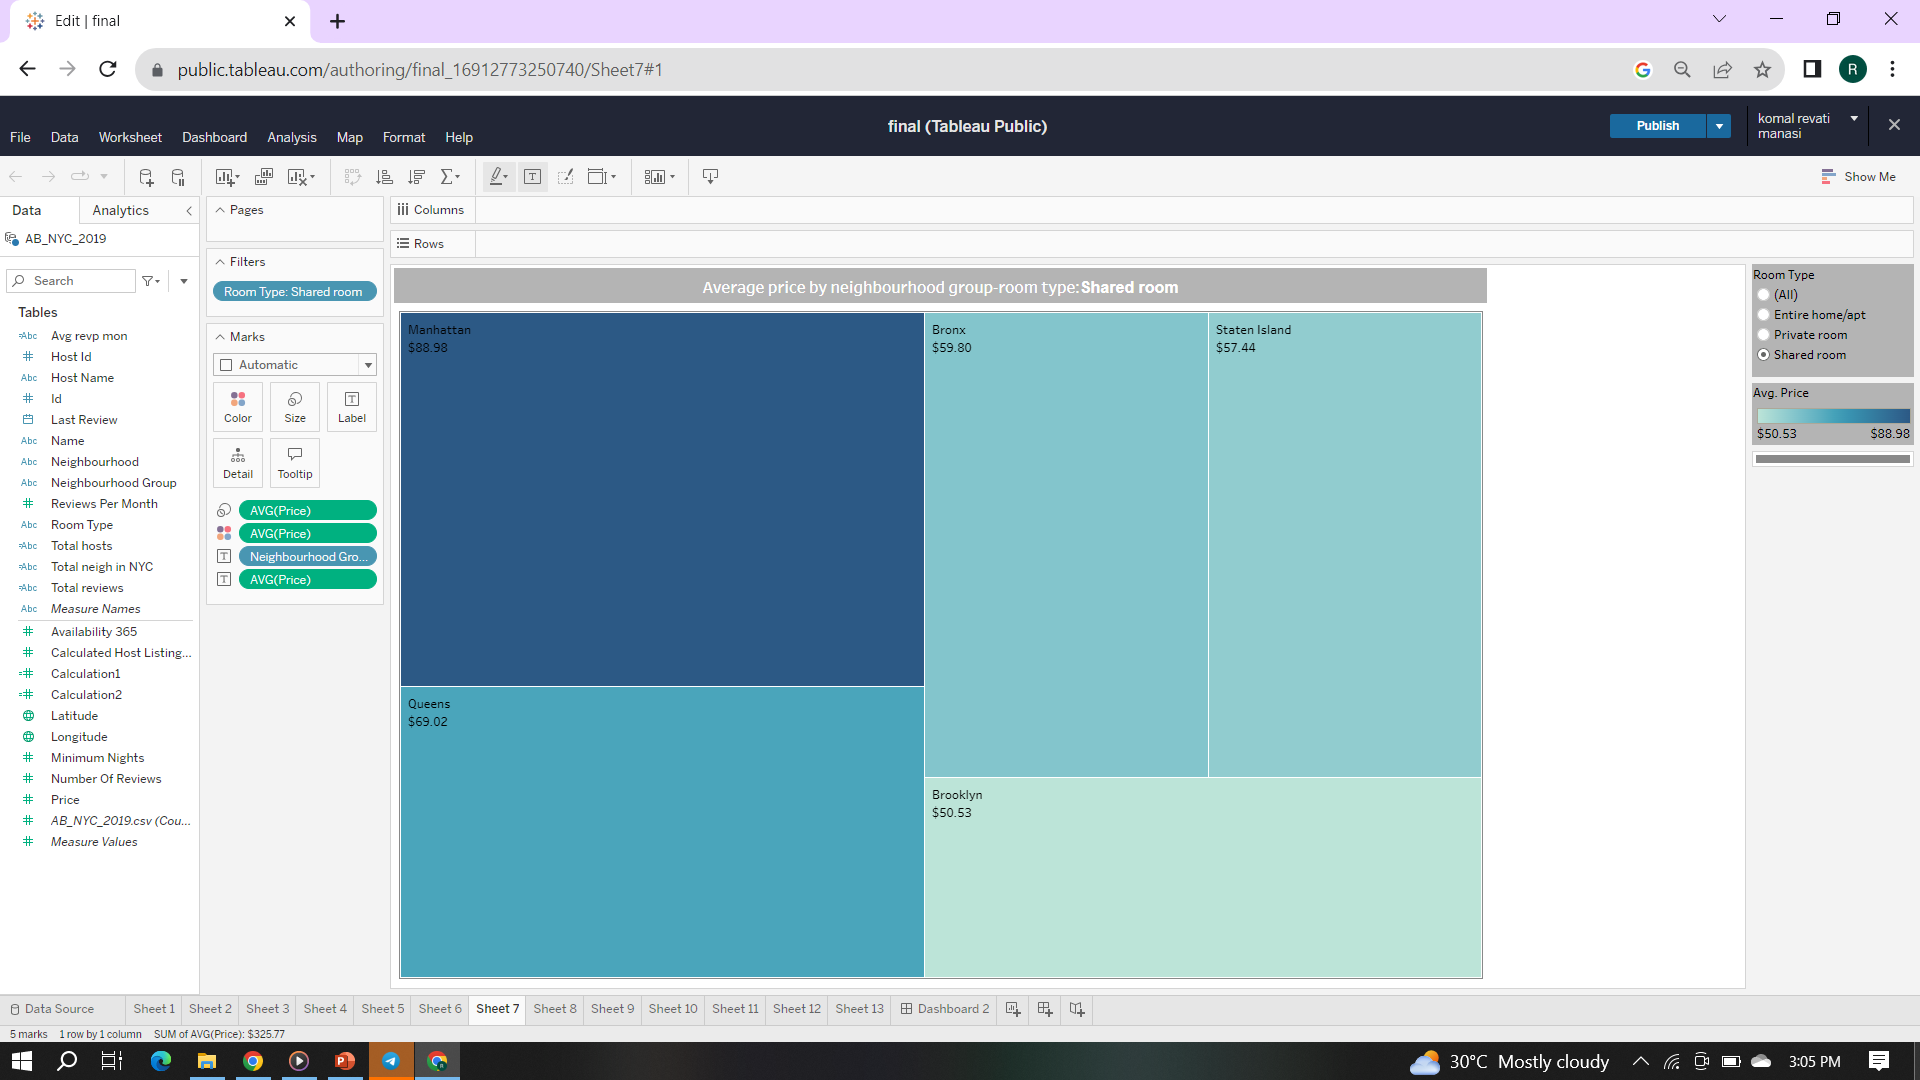 Edit | final
public.tableau.com/authoring/final_16912773250740/Sheet7#1
R
File Data Worksheet Dashboard Analysis Map Format Help
final (Tableau Public)
Publish
komal revati
manasi
Show Me
Data Analytics
AB_NYC_2019
Search
Tables
Abc Avg revp mon
Host Id
Abc Host Name
Id
Last Review
Abc Name
Abc Neighbourhood
Abc Neighbourhood Group
Reviews Per Month
Abc Room Type
Abc Total hosts
Abc Total neigh in NYC
Abc Total reviews
Abc Measure Names
Availability 365
Calculated Host Listing...
Calculation1
Calculation2
Latitude
Longitude
Minimum Nights
Number Of Reviews
Price
AB_NYC_2019.csv (Cou...
Measure Values
Pages
Filters
Room Type: Shared room
Marks
Automatic
Color Size Label
Detail Tooltip
AVG(Price)
AVG(Price)
Neighbourhood Gro...
AVG(Price)
Columns
Rows
Average price by neighbourhood group-room type:Shared room
Manhattan
$88.98
Bronx
$59.80
Staten Island
$57.44
Queens
$69.02
Brooklyn
$50.53
Room Type
(All)
Entire home/apt
Private room
Shared room
Avg. Price
$50.53 $88.98
Data Source Sheet 1 Sheet 2 Sheet 3 Sheet 4 Sheet 5 Sheet 6 Sheet 7 Sheet 8 Sheet 9 Sheet 10 Sheet 11 Sheet 12 Sheet 13 Dashboard 2
5 marks 1 row by 1 column SUM of AVG(Price): $325.77
30°C Mostly cloudy
3:05 PM